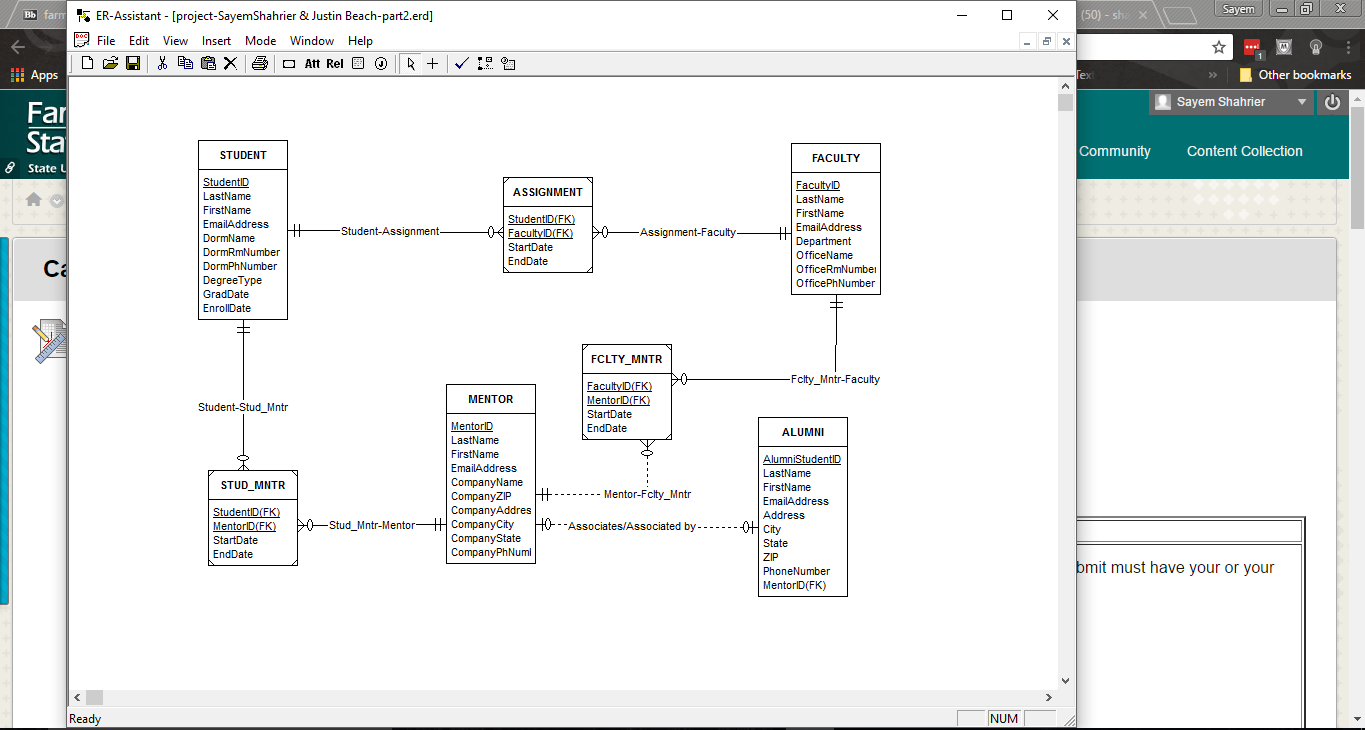 Bb farm
ER-Assistant - [project-SayemShahrier & Justin Beach-part2.erd]
(50) - sha
Sayem
File Edit View Insert Mode Window Help
Apps
Att Rel
Text
Other bookmarks
Far
Sta
State U
Sayem Shahrier
Community
Content Collection
Ca
STUDENT
StudentID
LastName
FirstName
EmailAddress
DormName
DormRmNumber
DormPhNumber
DegreeType
GradDate
EnrollDate
Student-Assignment
ASSIGNMENT
StudentID(FK)
FacultyID(FK)
StartDate
EndDate
Assignment-Faculty
FACULTY
FacultyID
LastName
FirstName
EmailAddress
Department
OfficeName
OfficeRmNumber
OfficePhNumber
FCLTY_MNTR
FacultyID(FK)
MentorID(FK)
StartDate
EndDate
Fclty_Mntr-Faculty
Student-Stud_Mntr
MENTOR
MentorID
LastName
FirstName
EmailAddress
CompanyName
CompanyZIP
CompanyAddres
CompanyCity
CompanyState
CompanyPhNuml
ALUMNI
AlumniStudentID
LastName
FirstName
EmailAddress
Address
City
State
ZIP
PhoneNumber
MentorID(FK)
STUD_MNTR
StudentID(FK)
MentorID(FK)
StartDate
EndDate
Stud_Mntr-Mentor
Mentor-Fclty_Mntr
Associates/Associated by
bmit must have your or your
Ready
NUM